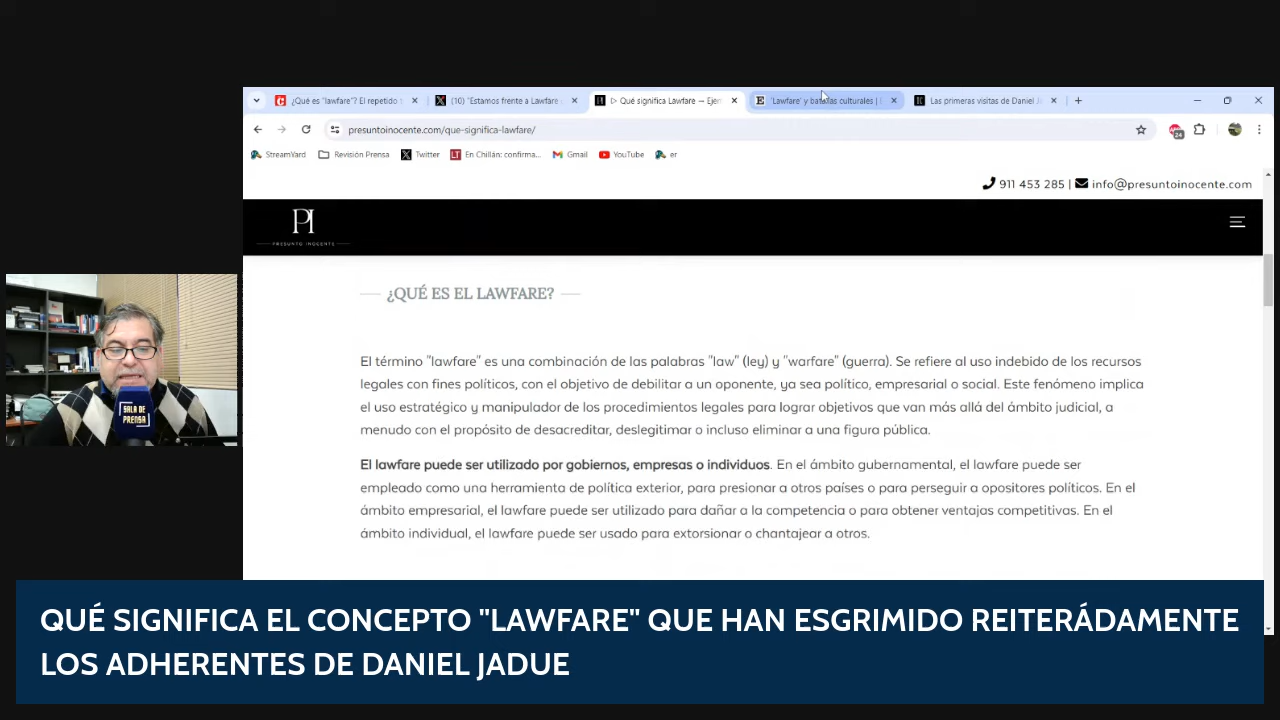 ¿Qué es "lawfare"? El repetido
(10) "Estamos frente a Lawfare
Qué significa Lawfare – Ejem
"Lawfare" y batallas culturales |
Las primeras visitas de Daniel Ja
presuntoinocente.com/que-significa-lawfare/
24
StreamYard
Revisión Prensa
Twitter
En Chillán: confirma...
Gmail
YouTube
er
911 453 285 | info@presuntoinocente.com
PI
PRESUNTO INOCENTE
¿QUÉ ES EL LAWFARE?
El término "lawfare" es una combinación de las palabras "law" (ley) y "warfare" (guerra). Se refiere al uso indebido de los recursos
legales con fines políticos, con el objetivo de debilitar a un oponente, ya sea político, empresarial o social. Este fenómeno implica
el uso estratégico y manipulador de los procedimientos legales para lograr objetivos que van más allá del ámbito judicial, a
menudo con el propósito de desacreditar, deslegitimar o incluso eliminar a una figura pública.
El lawfare puede ser utilizado por gobiernos, empresas o individuos. En el ámbito gubernamental, el lawfare puede ser
empleado como una herramienta de política exterior, para presionar a otros países o para perseguir a opositores políticos. En el
ámbito empresarial, el lawfare puede ser utilizado para dañar a la competencia o para obtener ventajas competitivas. En el
ámbito individual, el lawfare puede ser usado para extorsionar o chantajear a otros.
SALA DE
PRENSA
QUÉ SIGNIFICA EL CONCEPTO "LAWFARE" QUE HAN ESGRIMIDO REITERÁDAMENTE
LOS ADHERENTES DE DANIEL JADUE